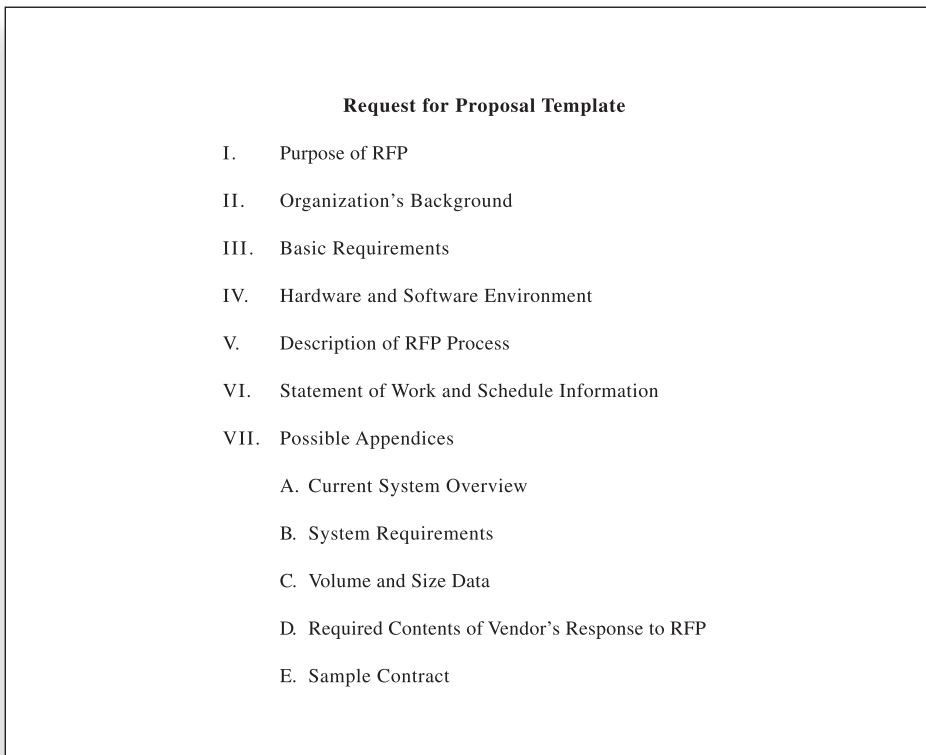 Request for Proposal Template
I. Purpose of RFP
II. Organization’s Background
III. Basic Requirements
IV. Hardware and Software Environment
V. Description of RFP Process
VI. Statement of Work and Schedule Information
VII. Possible Appendices
A. Current System Overview
B. System Requirements
C. Volume and Size Data
D. Required Contents of Vendor’s Response to RFP
E. Sample Contract